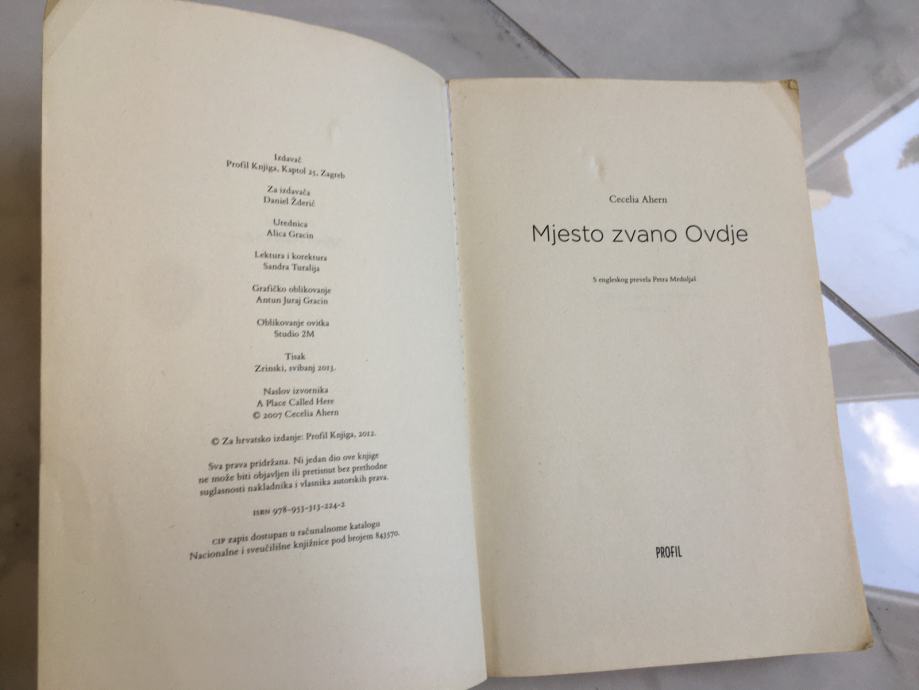 Izdavač
Profil Knjiga, Kaptol 25, Zagreb
Za izdavača
Daniel Žderić
Urednica
Alica Gracin
Lektura i korektura
Sandra Turalija
Grafičko oblikovanje
Antun Juraj Gracin
Oblikovanje ovitka
Studio 2M
Tisak
Zrinski, svibanj 2013.
Naslov izvornika
A Place Called Here
© 2007 Cecelia Ahern
© Za hrvatsko izdanje: Profil Knjiga, 2012.
Sva prava pridržana. Ni jedan dio ove knjige
ne može biti objavljen ili pretisnut bez prethodne
suglasnosti nakladnika i vlasnika autorskih prava.
ISBN 978-953-313-224-2
CIP zapis dostupan u računalnome katalogu
Nacionalne i sveučilišne knjižnice pod brojem 843570.
Cecelia Ahern
Mjesto zvano Ovdje
S engleskog prevela Petra Meduljaš
PROFIL